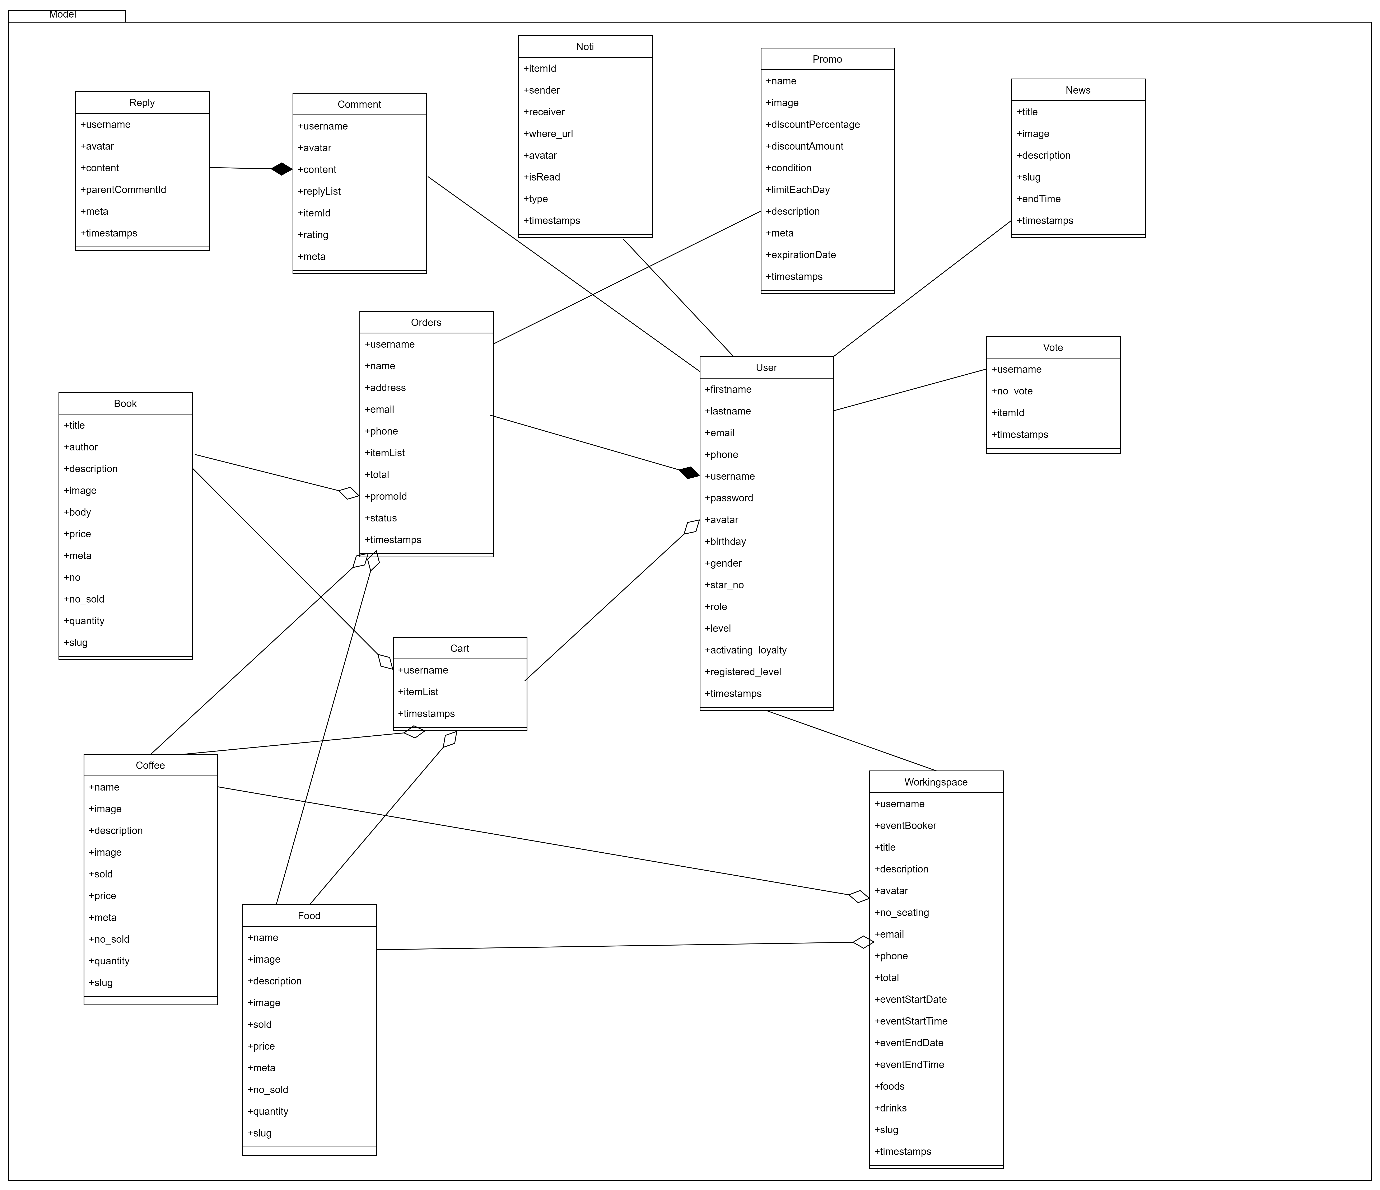 Model
Noti
+itemId
+sender
+receiver
+where_url
+avatar
+isRead
+type
+timestamps
Promo
+name
+image
+discountPercentage
+discountAmount
+condition
+limitEachDay
+description
+meta
+expirationDate
+timestamps
News
+title
+image
+description
+slug
+endTime
+timestamps
Reply
+username
+avatar
+content
+parentCommentId
+meta
+timestamps
Comment
+username
+avatar
+content
+replyList
+itemId
+rating
+meta
Orders
+username
+name
+address
+email
+phone
+itemList
+total
+promoId
+status
+timestamps
User
+firstname
+lastname
+email
+phone
+username
+password
+avatar
+birthday
+gender
+star_no
+role
+level
+activating_loyalty
+registered_level
+timestamps
Vote
+username
+no_vote
+itemId
+timestamps
Book
+title
+author
+description
+image
+body
+price
+meta
+no
+no_sold
+quantity
+slug
Cart
+username
+itemList
+timestamps
Coffee
+name
+image
+description
+image
+sold
+price
+meta
+no_sold
+quantity
+slug
Food
+name
+image
+description
+image
+sold
+price
+meta
+no_sold
+quantity
+slug
Workingspace
+username
+eventBooker
+title
+description
+avatar
+no_seating
+email
+phone
+total
+eventStartDate
+eventStartTime
+eventEndDate
+eventEndTime
+foods
+drinks
+slug
+timestamps